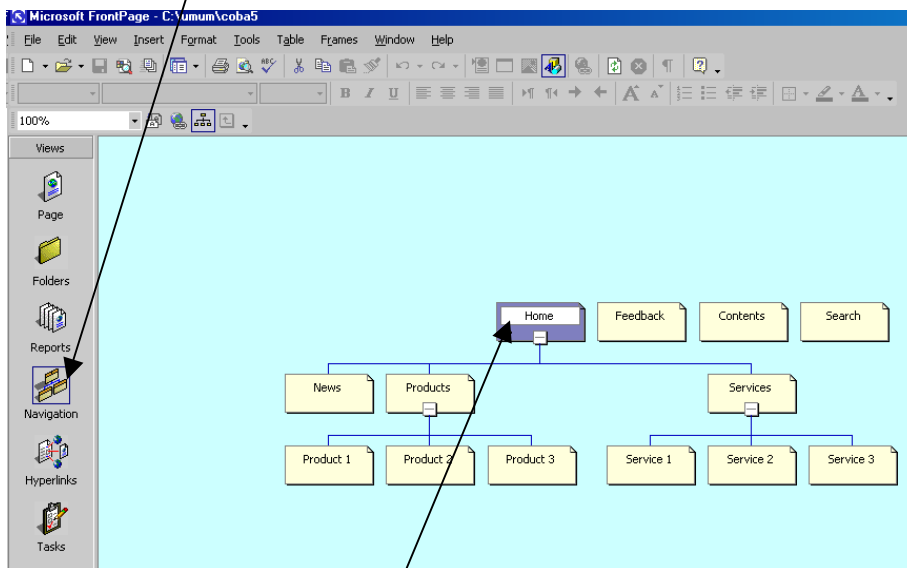 Microsoft FrontPage - C:\umum\coba5
File Edit View Insert Format Tools Table Frames Window Help
ABC
B I U A A A
100%
Views
Page
Folders
Reports
Navigation
Hyperlinks
Tasks
Home Feedback Contents Search
News Products Services
Product 1 Product 2 Product 3 Service 1 Service 2 Service 3